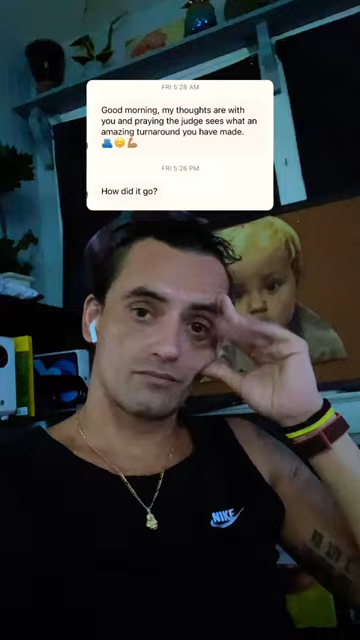 FRI 5:28 AM
Good morning, my thoughts are with
you and praying the judge sees what an
amazing turnaround you have made.
🫂😊💪🏽
FRI 5:26 PM
How did it go?
NIKE